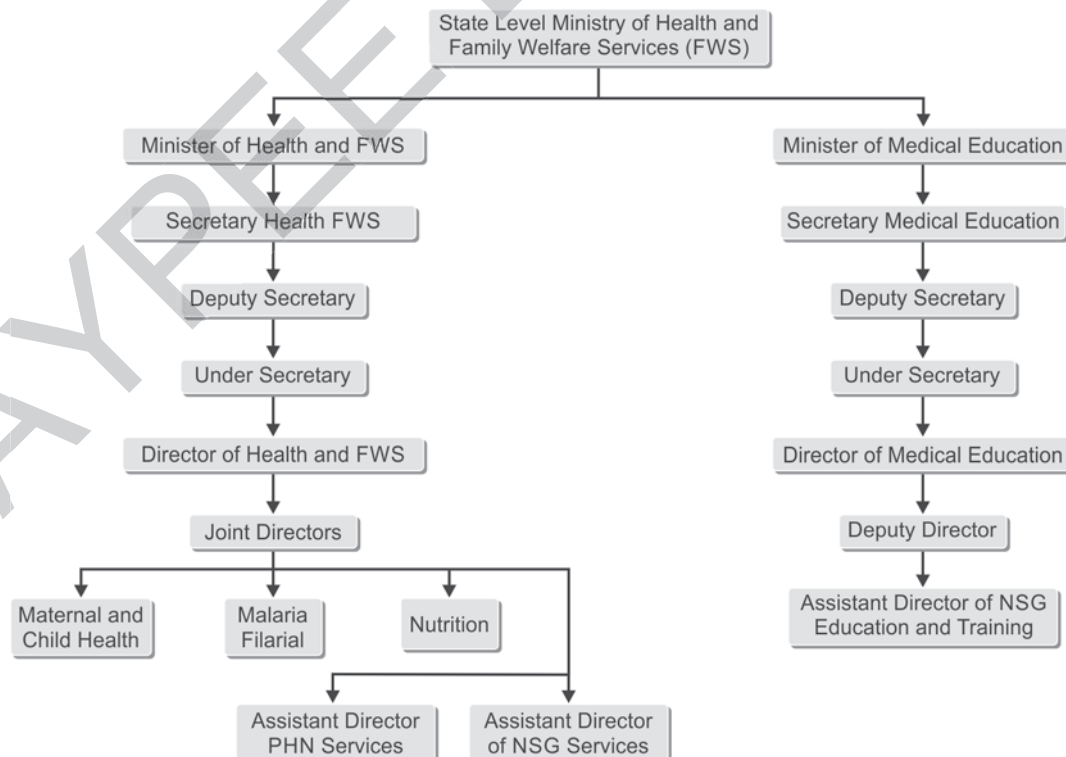 State Level Ministry of Health and
Family Welfare Services (FWS)
Minister of Health and FWS
Minister of Medical Education
Secretary Health FWS
Secretary Medical Education
Deputy Secretary
Deputy Secretary
Under Secretary
Under Secretary
Director of Health and FWS
Director of Medical Education
Joint Directors
Deputy Director
Maternal and
Child Health
Malaria
Filarial
Nutrition
Assistant Director of NSG
Education and Training
Assistant Director
PHN Services
Assistant Director
of NSG Services
AYPEE